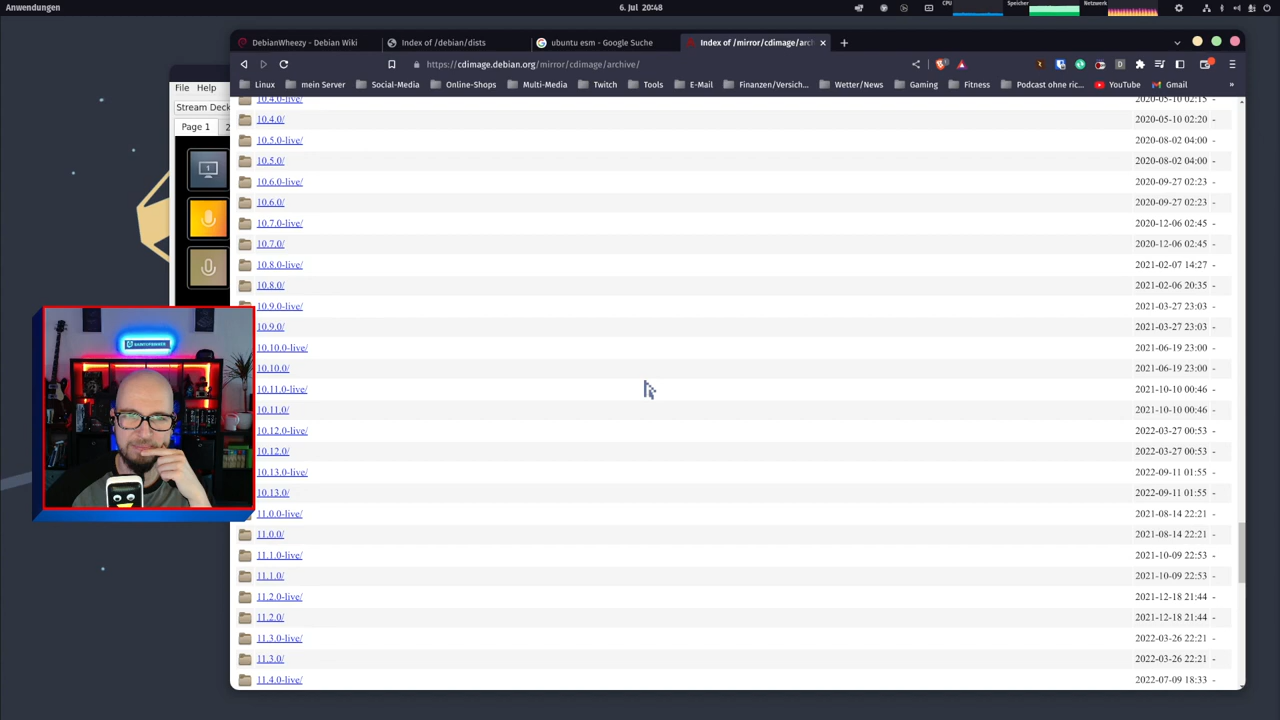 Anwendungen
6. Jul 20:48
CPU
Speicher
Netzwerk
DebianWheezy - Debian Wiki
Index of /debian/dists
ubuntu esm - Google Suche
Index of /mirror/cdimage/arch
https://cdimage.debian.org/mirror/cdimage/archive/
Linux
mein Server
Social-Media
Online-Shops
Multi-Media
Twitch
Tools
E-Mail
Finanzen/Versich...
Wetter/News
Gaming
Fitness
Podcast ohne ric...
YouTube
Gmail
File Help
Stream Deck
Page 1 2
1
10.4.0-live/ 2020-05-10 02:15 -
10.4.0/ 2020-05-10 02:20 -
10.5.0-live/ 2020-08-02 04:00 -
10.5.0/ 2020-08-02 04:00 -
10.6.0-live/ 2020-09-27 02:23 -
10.6.0/ 2020-09-27 02:23 -
10.7.0-live/ 2020-12-06 02:45 -
10.7.0/ 2020-12-06 02:45 -
10.8.0-live/ 2021-02-07 14:27 -
10.8.0/ 2021-02-06 20:35 -
10.9.0-live/ 2021-03-27 23:03 -
10.9.0/ 2021-03-27 23:03 -
10.10.0-live/ 2021-06-19 23:00 -
10.10.0/ 2021-06-19 23:00 -
10.11.0-live/ 2021-10-10 00:46 -
10.11.0/ 2021-10-10 00:46 -
10.12.0-live/ 2022-03-27 00:53 -
10.12.0/ 2022-03-27 00:53 -
10.13.0-live/ 2022-09-11 01:55 -
10.13.0/ 2022-09-11 01:55 -
11.0.0-live/ 2021-08-14 22:21 -
11.0.0/ 2021-08-14 22:21 -
11.1.0-live/ 2021-10-09 22:53 -
11.1.0/ 2021-10-09 22:53 -
11.2.0-live/ 2021-12-18 21:44 -
11.2.0/ 2021-12-18 21:44 -
11.3.0-live/ 2022-03-26 22:21 -
11.3.0/ 2022-03-26 22:21 -
11.4.0-live/ 2022-07-09 18:33 -